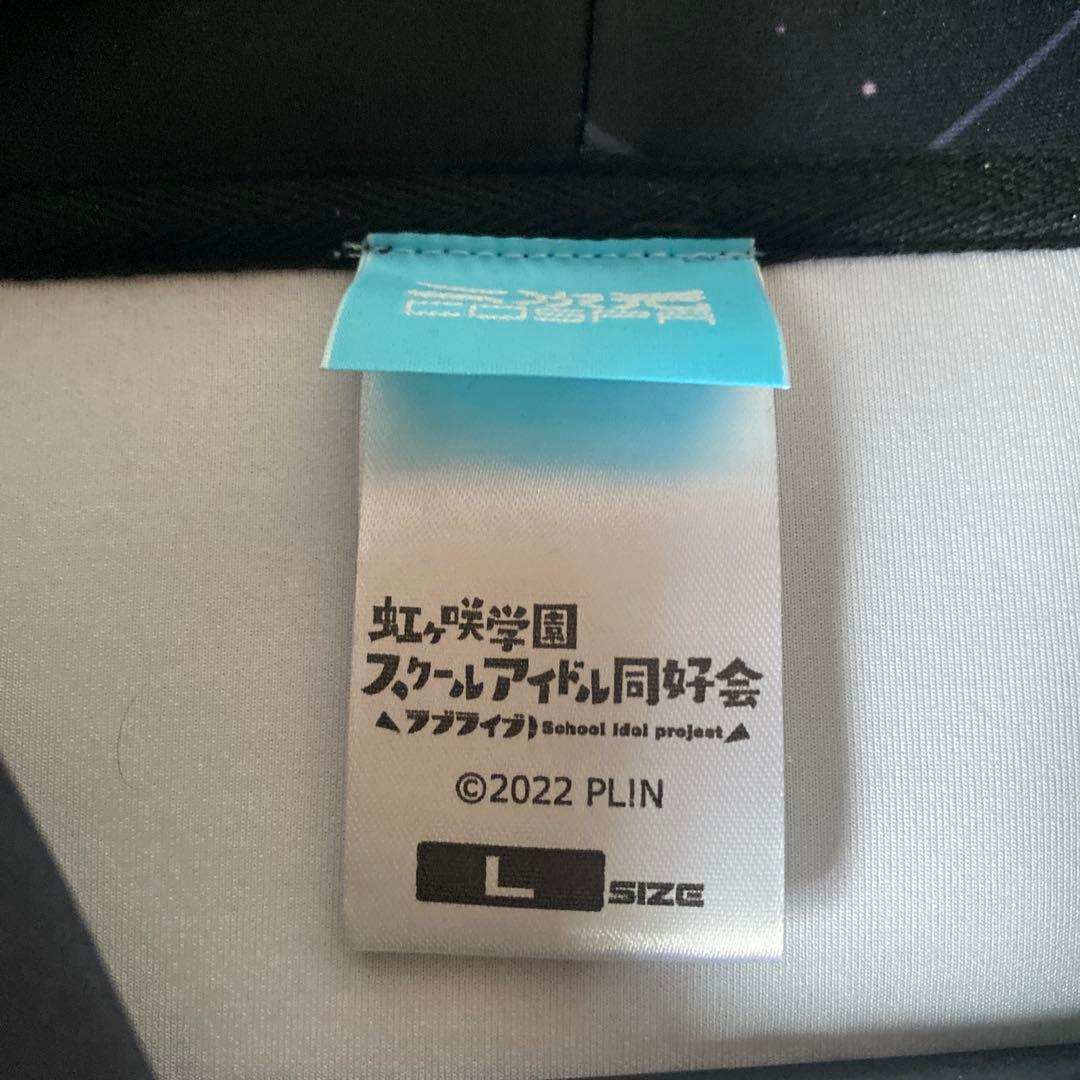 虹ヶ咲学園
スクールアイドル同好会
ラブライブ!School idol project
©2022 PL!N
L SIZE